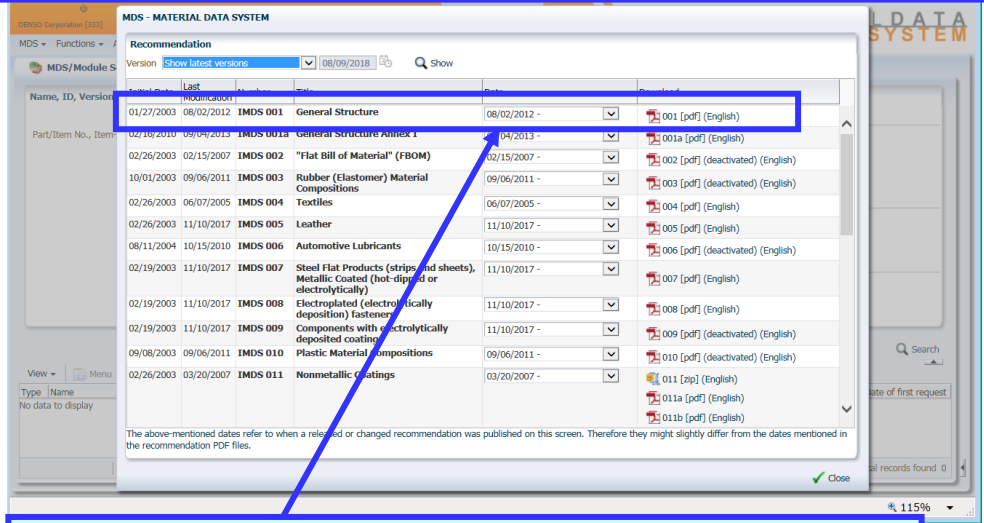 DENSO Corporation [333]
MDS - MATERIAL DATA SYSTEM
L DATA
SYSTEM
MDS Functions
Recommendation
MDS/Module S
Version Show latest versions 08/09/2018 Show
Name, ID, Version
Initial Date Last Modification Number Title Date Download
01/27/2003 08/02/2012 IMDS 001 General Structure 08/02/2012 - 001 [pdf] (English)
Part/Item No., Item-
02/16/2010 09/04/2013 IMDS 001a General Structure Annex I /04/2013 - 001a [pdf] (English)
02/26/2003 02/15/2007 IMDS 002 "Flat Bill of Material" (FBOM) 02/15/2007 - 002 [pdf] (deactivated) (English)
10/01/2003 09/06/2011 IMDS 003 Rubber (Elastomer) Material 09/06/2011 - 003 [pdf] (deactivated) (English)
Compositions
02/26/2003 06/07/2005 IMDS 004 Textiles 06/07/2005 - 004 [pdf] (English)
02/26/2003 11/10/2017 IMDS 005 Leather 11/10/2017 - 005 [pdf] (English)
08/11/2004 10/15/2010 IMDS 006 Automotive Lubricants 10/15/2010 - 006 [pdf] (deactivated) (English)
02/19/2003 11/10/2017 IMDS 007 Steel Flat Products (strips and sheets), 11/10/2017 - 007 [pdf] (English)
Metallic Coated (hot-dipped or
electrolytically)
02/19/2003 11/10/2017 IMDS 008 Electroplated (electrolytically 11/10/2017 - 008 [pdf] (English)
deposition) fasteners
02/19/2003 11/10/2017 IMDS 009 Components with electrolytically 11/10/2017 - 009 [pdf] (deactivated) (English)
deposited coatings
09/08/2003 09/06/2011 IMDS 010 Plastic Material Compositions 09/06/2011 - 010 [pdf] (deactivated) (English)
Search
View Menu
02/26/2003 03/20/2007 IMDS 011 Nonmetallic Coatings 03/20/2007 - 011 [zip] (English)
Type Name
011a [pdf] (English)
Date of first request
No data to display
011b [pdf] (English)
The above-mentioned dates refer to when a released or changed recommendation was published on this screen. Therefore they might slightly differ from the dates mentioned in
the recommendation PDF files.
al records found 0
Close
115%